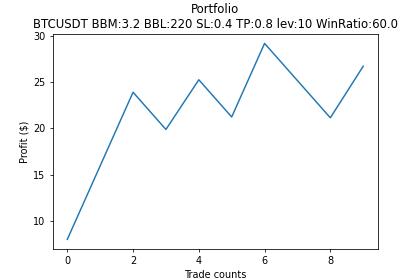 Portfolio
BTCUSDT BBM:3.2 BBL:220 SL:0.4 TP:0.8 lev:10 WinRatio:60.0
30
25
20
15
10
Profit ($)
0 2 4 6 8
Trade counts